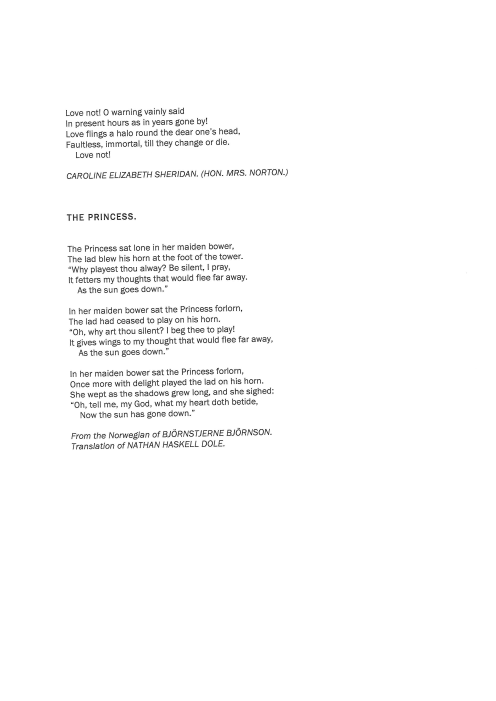 Love not! O warning vainly said
In present hours as in years gone by!
Love flings a halo round the dear one's head,
Faultless, immortal, till they change or die.
Love not!
CAROLINE ELIZABETH SHERIDAN. (HON. MRS. NORTON.)
THE PRINCESS.
The Princess sat lone in her maiden bower,
The lad blew his horn at the foot of the tower.
"Why playest thou alway? Be silent, I pray,
It fetters my thoughts that would flee far away.
As the sun goes down."
In her maiden bower sat the Princess forlorn,
The lad had ceased to play on his horn.
"Oh, why art thou silent? I beg thee to play!
It gives wings to my thought that would flee far away,
As the sun goes down."
In her maiden bower sat the Princess forlorn,
Once more with delight played the lad on his horn.
She wept as the shadows grew long, and she sighed:
"Oh, tell me, my God, what my heart doth betide,
Now the sun has gone down."
From the Norwegian of BJÖRNSTJERNE BJÖRNSON.
Translation of NATHAN HASKELL DOLE.